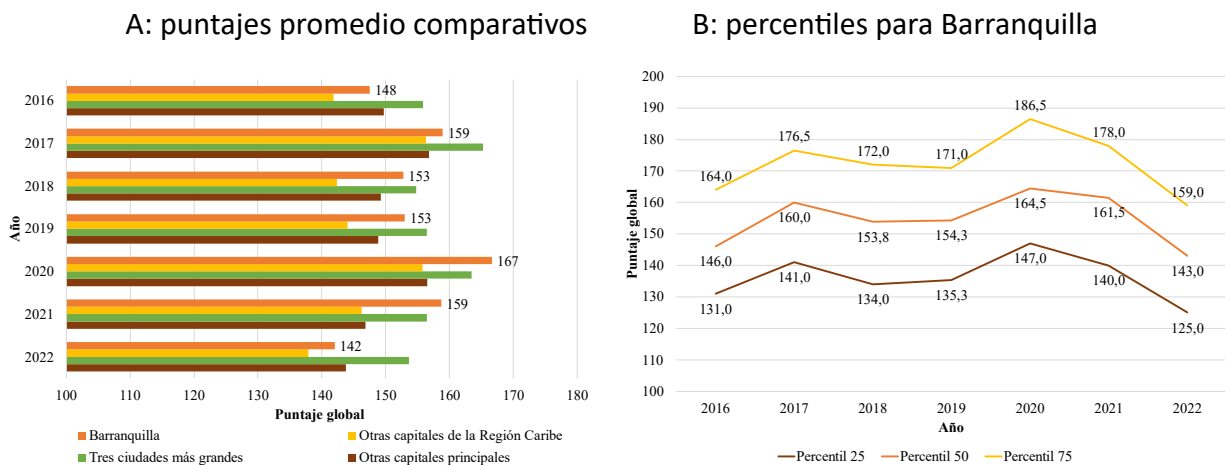 A: puntajes promedio comparativos
2016
2017
2018
2019
2020
2021
2022
Año
148
159
153
153
167
159
142
100 110 120 130 140 150 160 170 180
Puntaje global
Barranquilla
Otras capitales de la Región Caribe
Tres ciudades más grandes
Otras capitales principales
B: percentiles para Barranquilla
200
190
180
170
160
150
140
130
120
110
100
Puntaje global
164,0 176,5 172,0 171,0 186,5 178,0 159,0
146,0 160,0 153,8 154,3 164,5 161,5 143,0
131,0 141,0 134,0 135,3 147,0 140,0 125,0
2016 2017 2018 2019 2020 2021 2022
Año
Percentil 25 Percentil 50 Percentil 75